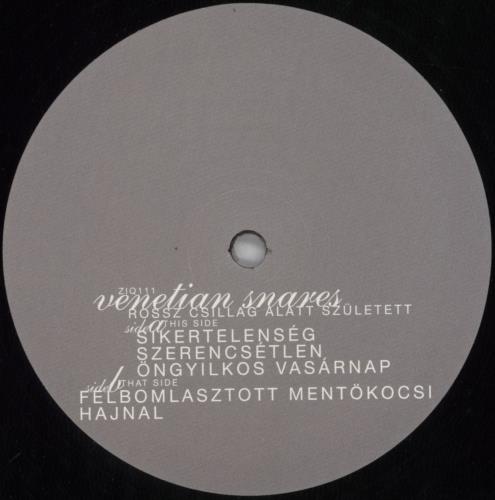 ZIQ111
venetian snares
ROSSZ CSILLAG ALATT SZÜLETETT
side a THIS SIDE
SIKERTELENSÉG
SZERENCSÉTLEN
ÖNGYILKOS VASÁRNAP
side b THAT SIDE
FELBOMLASZTOTT MENTÖKOCSI
HAJNAL